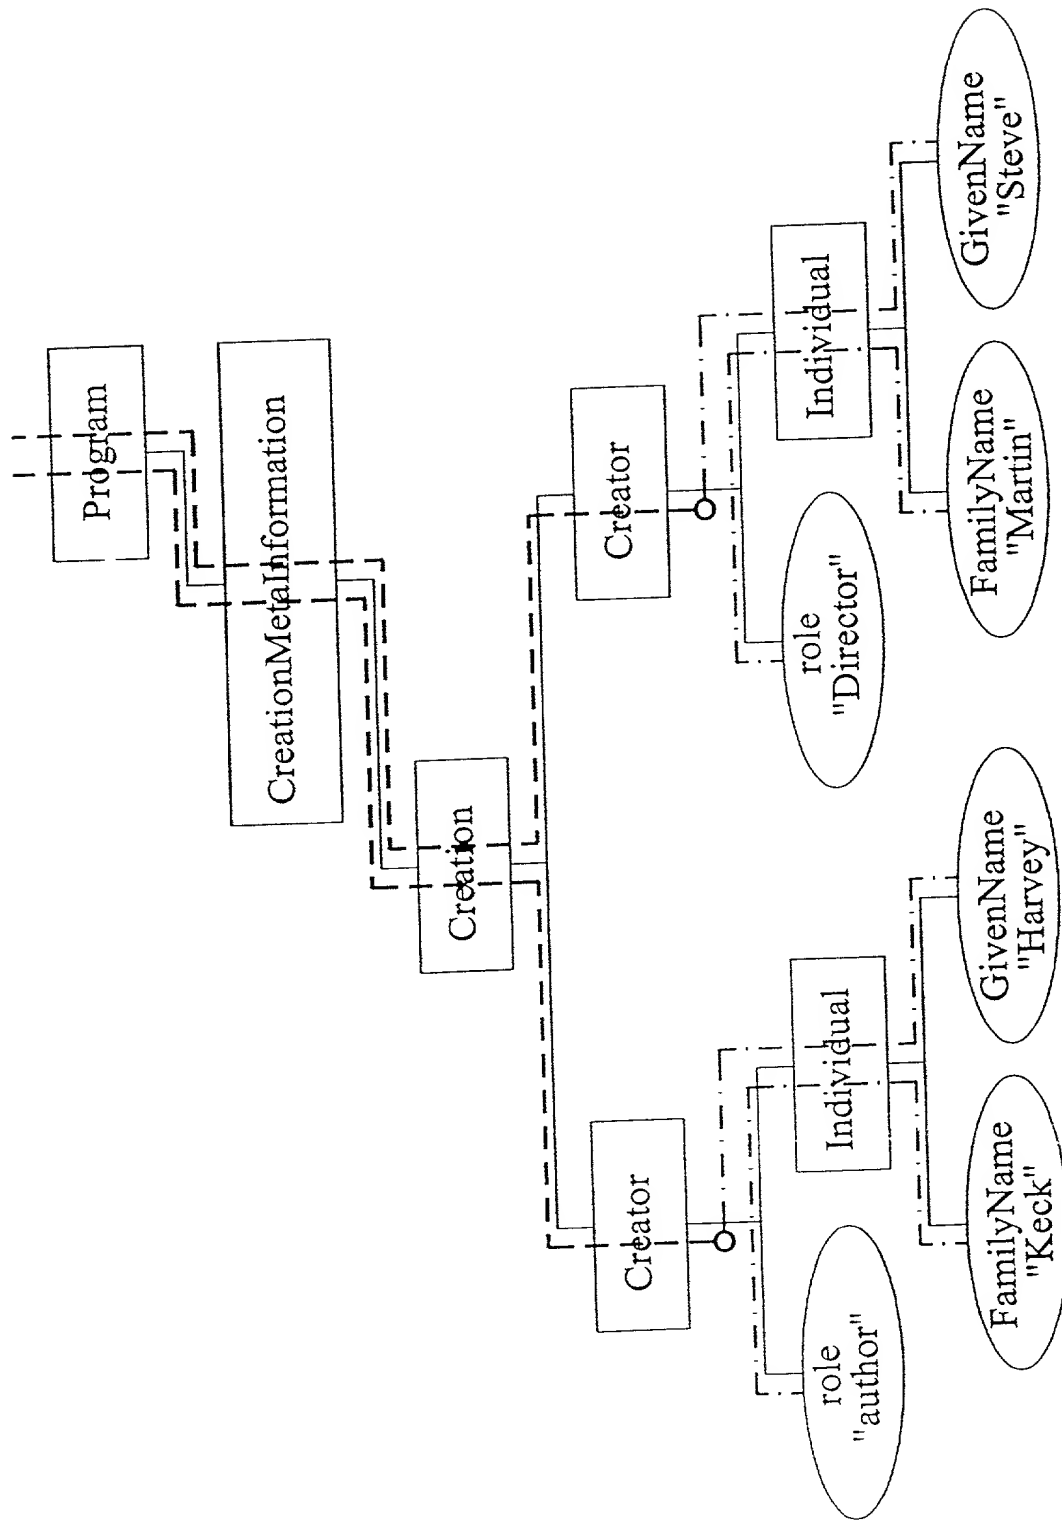 Program
CreationMetaInformation
Creation
Creator
Creator
role
"author"
Individual
role
"Director"
Individual
FamilyName
"Keck"
GivenName
"Harvey"
FamilyName
"Martin"
GivenName
"Steve"